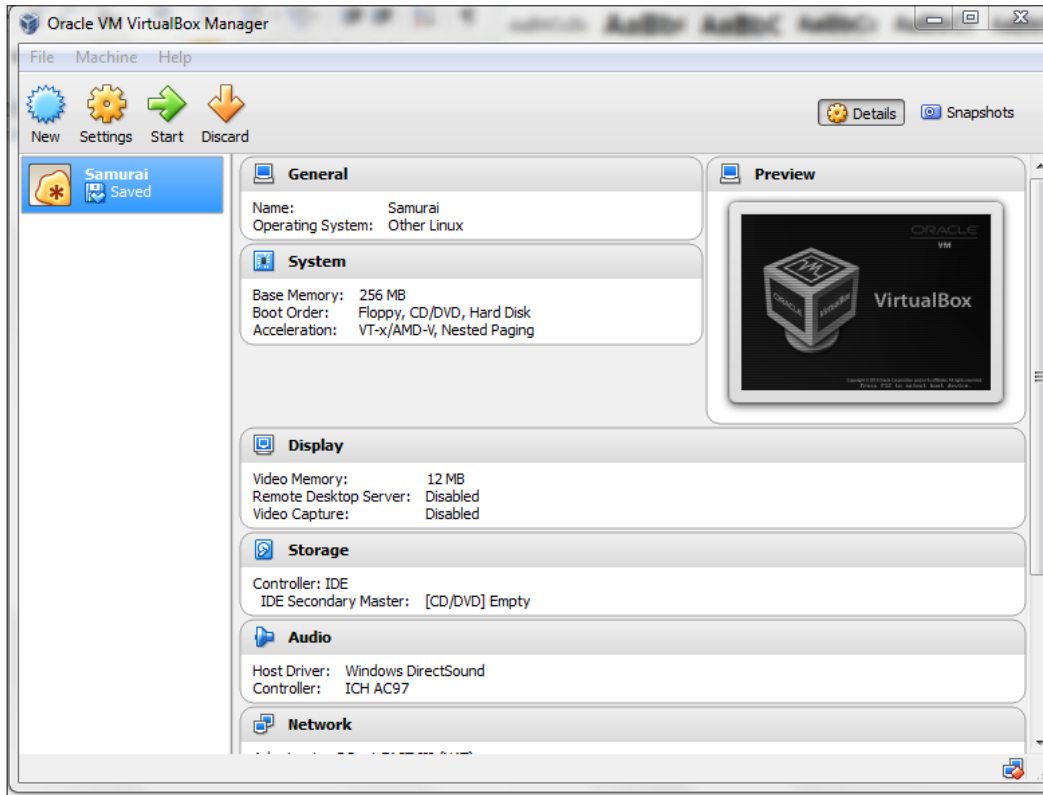 Oracle VM VirtualBox Manager
File Machine Help
New Settings Start Discard
Details Snapshots
Samurai
Saved
General
Name: Samurai
Operating System: Other Linux
System
Base Memory: 256 MB
Boot Order: Floppy, CD/DVD, Hard Disk
Acceleration: VT-x/AMD-V, Nested Paging
Preview
ORACLE
VM
VirtualBox
Display
Video Memory: 12 MB
Remote Desktop Server: Disabled
Video Capture: Disabled
Storage
Controller: IDE
IDE Secondary Master: [CD/DVD] Empty
Audio
Host Driver: Windows DirectSound
Controller: ICH AC97
Network